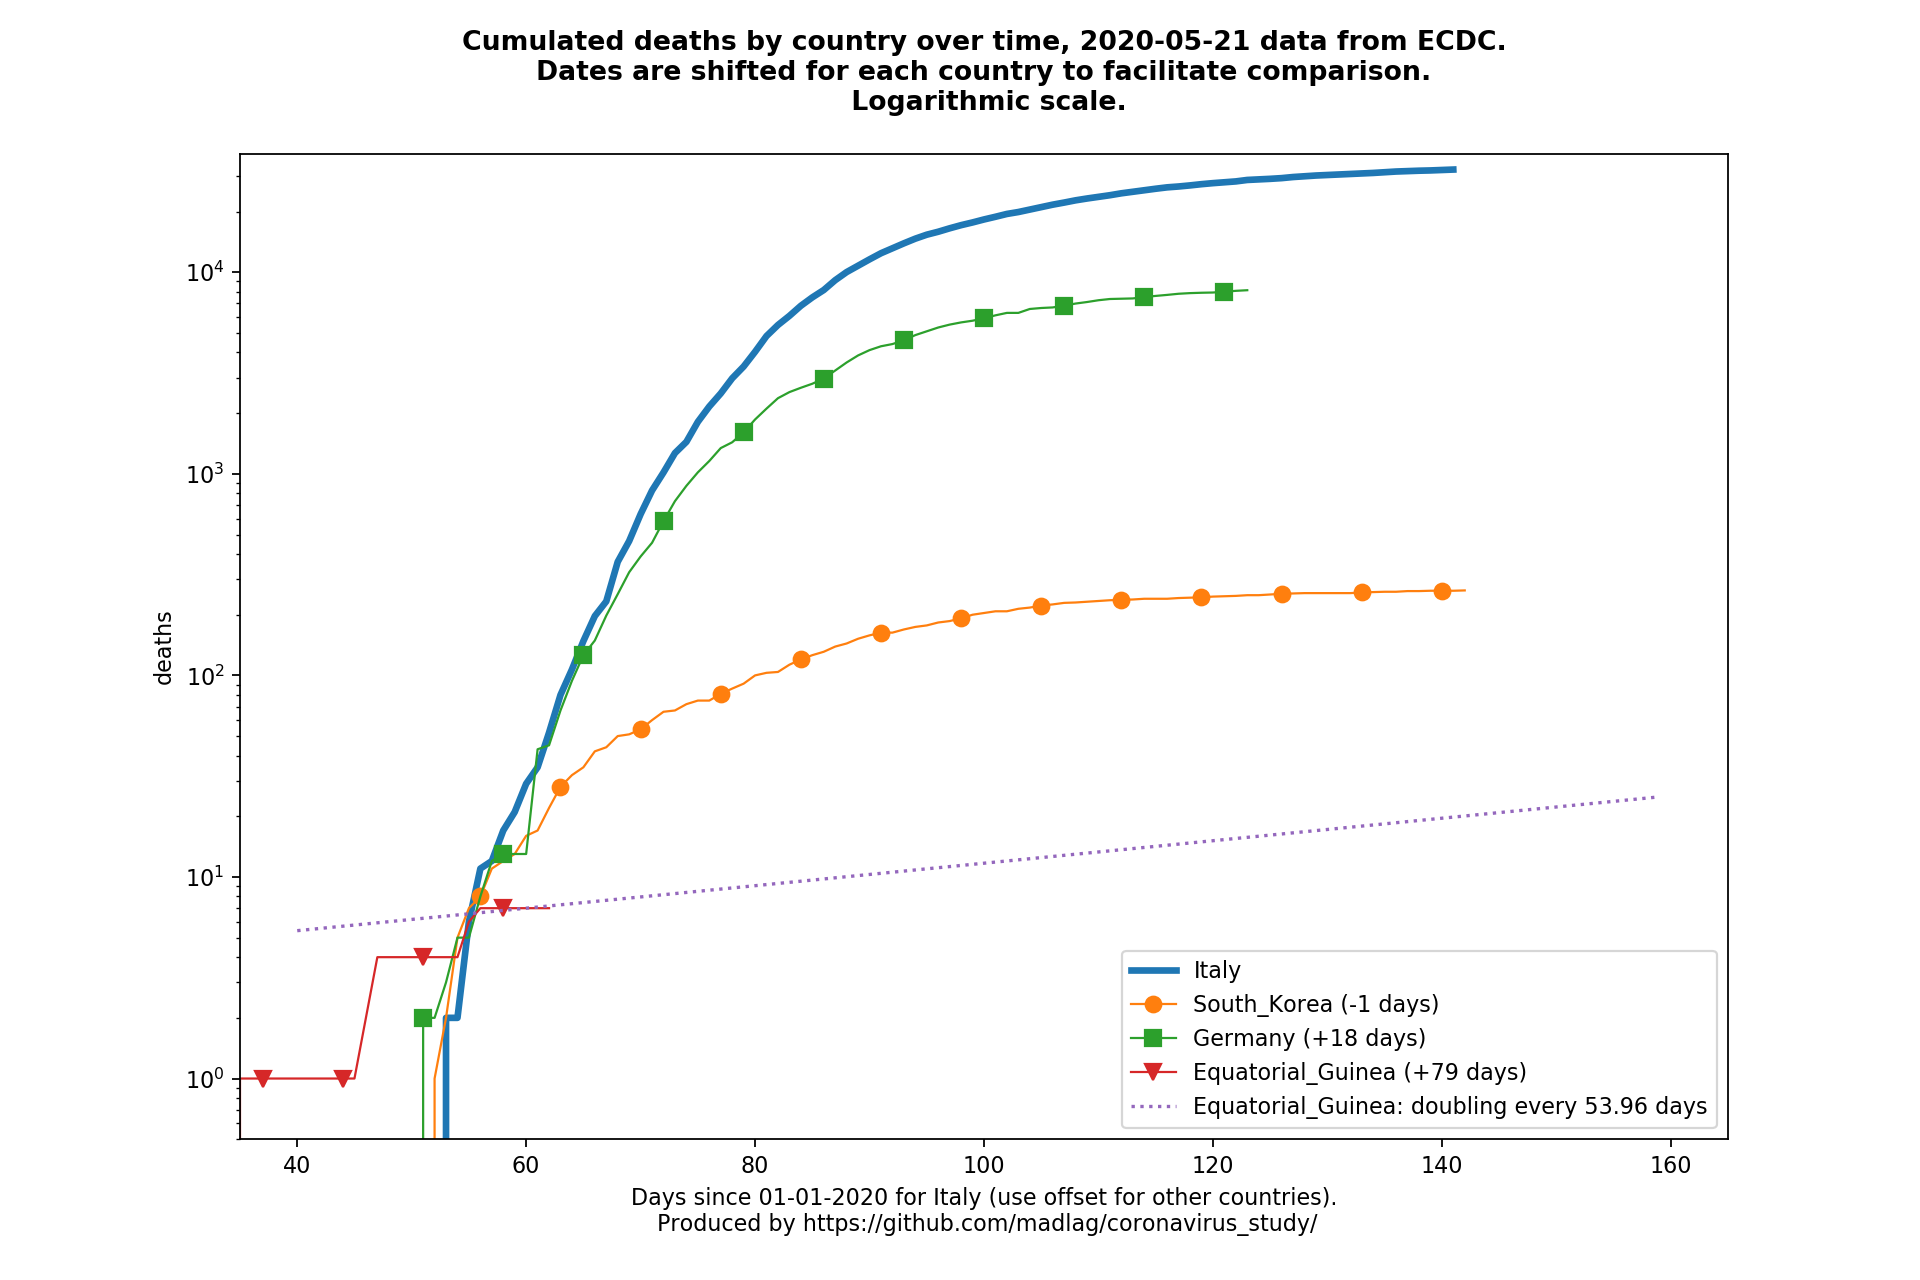 Cumulated deaths by country over time, 2020-05-21 data from ECDC.
Dates are shifted for each country to facilitate comparison.
Logarithmic scale.
deaths
10^4
10^3
10^2
10^1
10^0
Italy
South_Korea (-1 days)
Germany (+18 days)
Equatorial_Guinea (+79 days)
Equatorial_Guinea: doubling every 53.96 days
40 60 80 100 120 140 160
Days since 01-01-2020 for Italy (use offset for other countries).
Produced by https://github.com/madlag/coronavirus_study/